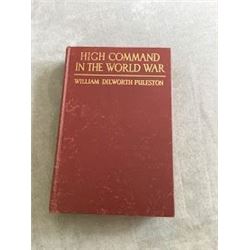 HIGH COMMAND
IN THE WORLD WAR
WILLIAM DILWORTH PULESTON